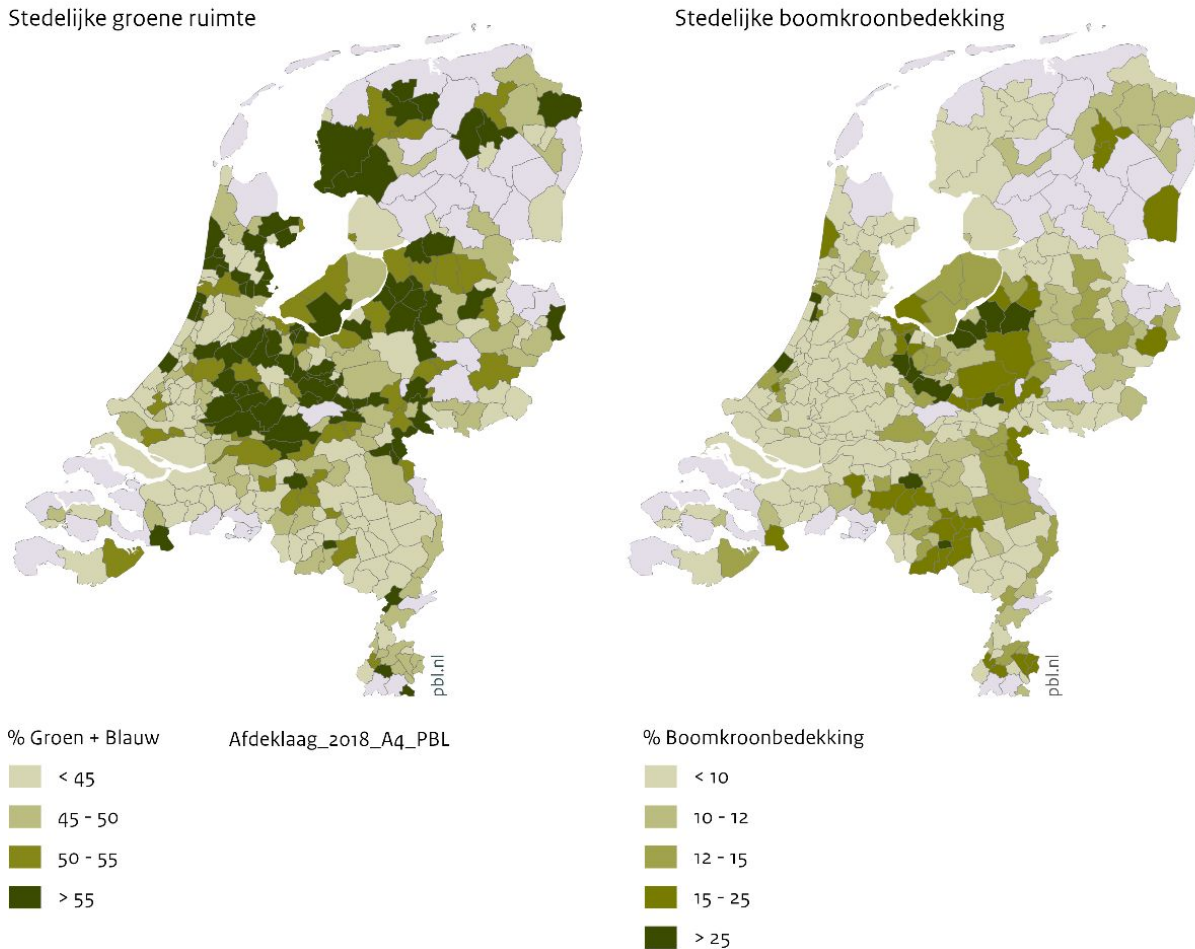 Stedelijke groene ruimte
Stedelijke boomkroonbedekking
pbl.nl
pbl.nl
% Groen + Blauw
Afdeklaag_2018_A4_PBL
< 45
45 - 50
50 - 55
> 55
% Boomkroonbedekking
< 10
10 - 12
12 - 15
15 - 25
> 25